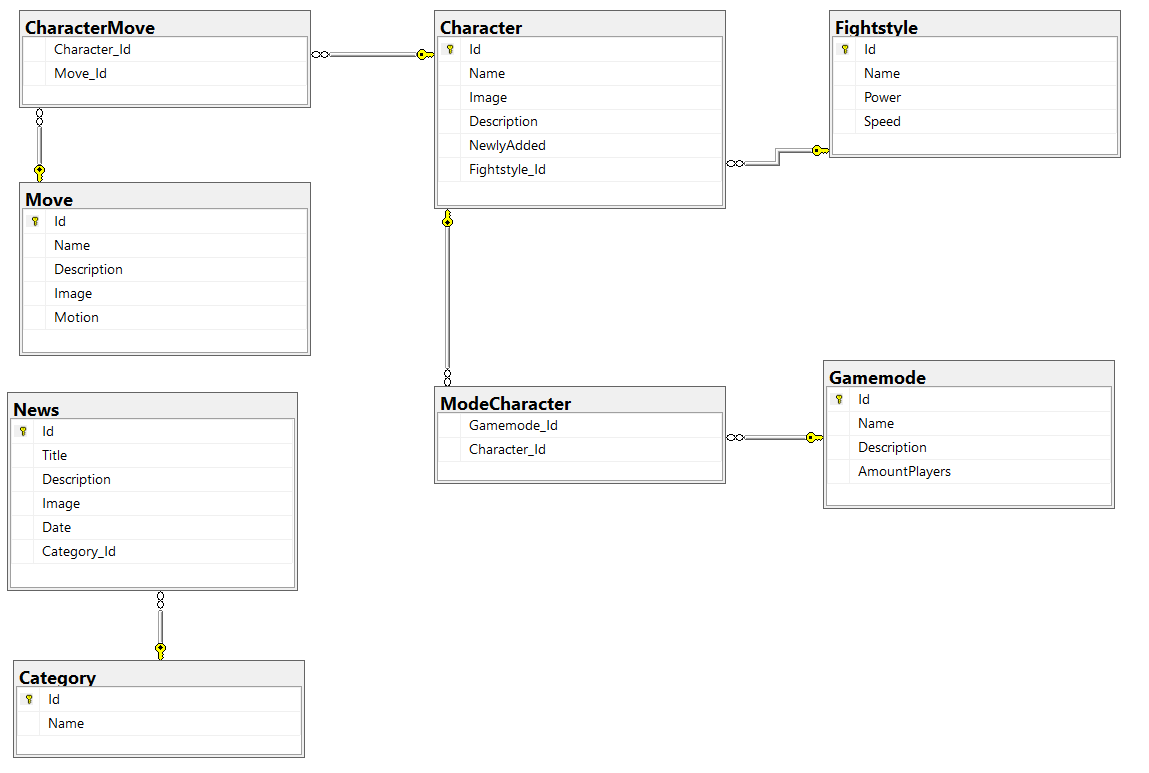 CharacterMove
Character_Id
Move_Id
Character
Id
Name
Image
Description
NewlyAdded
Fightstyle_Id
Fightstyle
Id
Name
Power
Speed
Move
Id
Name
Description
Image
Motion
News
Id
Title
Description
Image
Date
Category_Id
ModeCharacter
Gamemode_Id
Character_Id
Gamemode
Id
Name
Description
AmountPlayers
Category
Id
Name